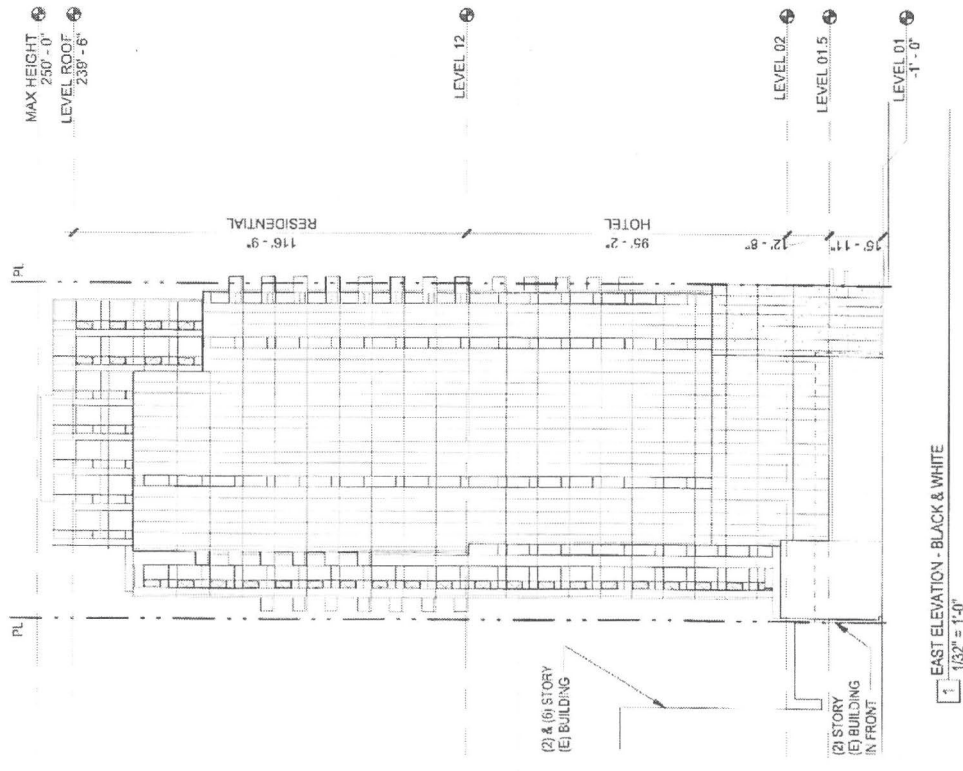 MAX HEIGHT
250' - 0"
LEVEL ROOF
239' - 6"
LEVEL 12
LEVEL 02
LEVEL 01.5
LEVEL 01
-1' - 0"
RESIDENTIAL
116' - 9"
HOTEL
95' - 2"
12' - 8"
15' - 11"
PL
PL
(2) & (6) STORY
(E) BUILDING
(2) STORY
(E) BUILDING
IN FRONT
1
EAST ELEVATION - BLACK & WHITE
1/32" = 1'-0"